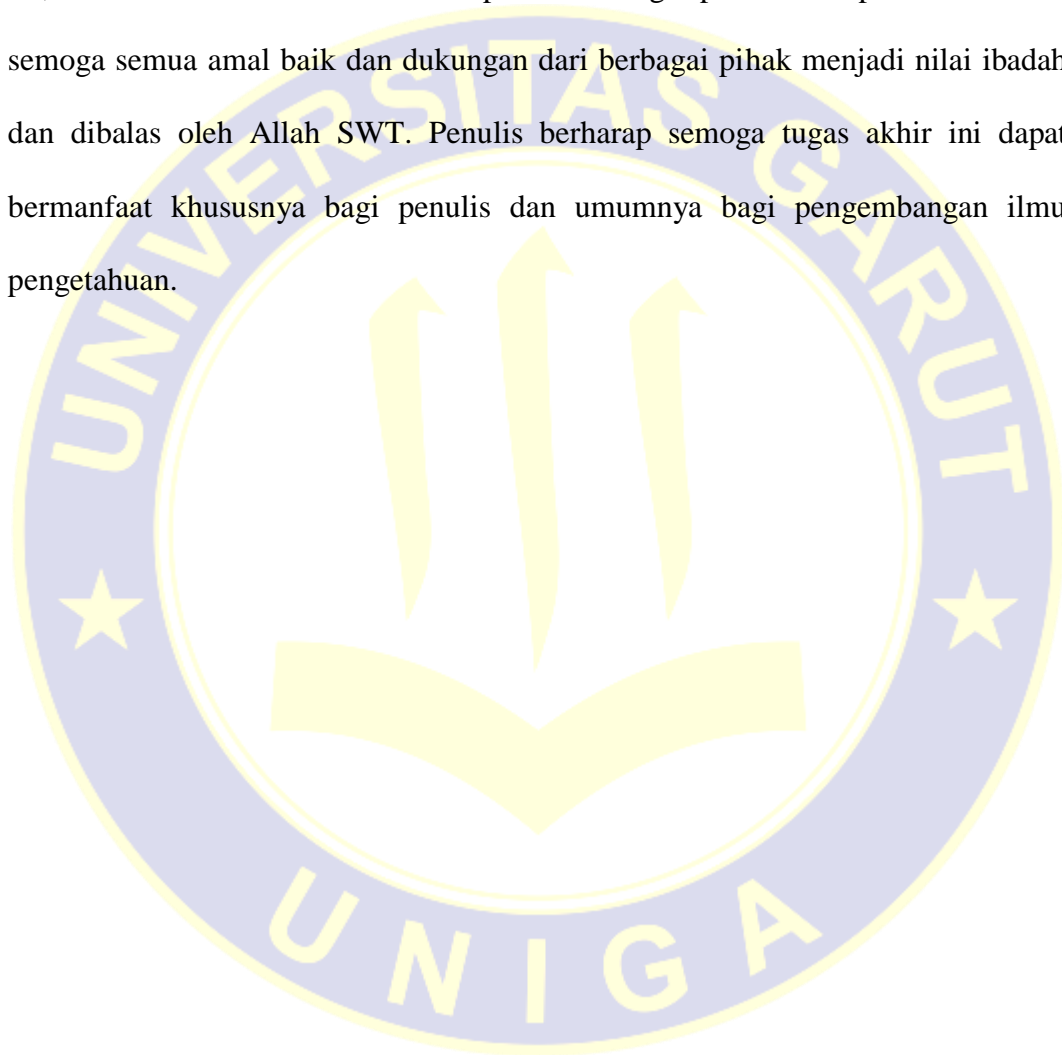 semoga semua amal baik dan dukungan dari berbagai pihak menjadi nilai ibadah
dan dibalas oleh Allah SWT. Penulis berharap semoga tugas akhir ini dapat
bermanfaat khususnya bagi penulis dan umumnya bagi pengembangan ilmu
pengetahuan.
UNIVERSITAS GARUT
UNIGA